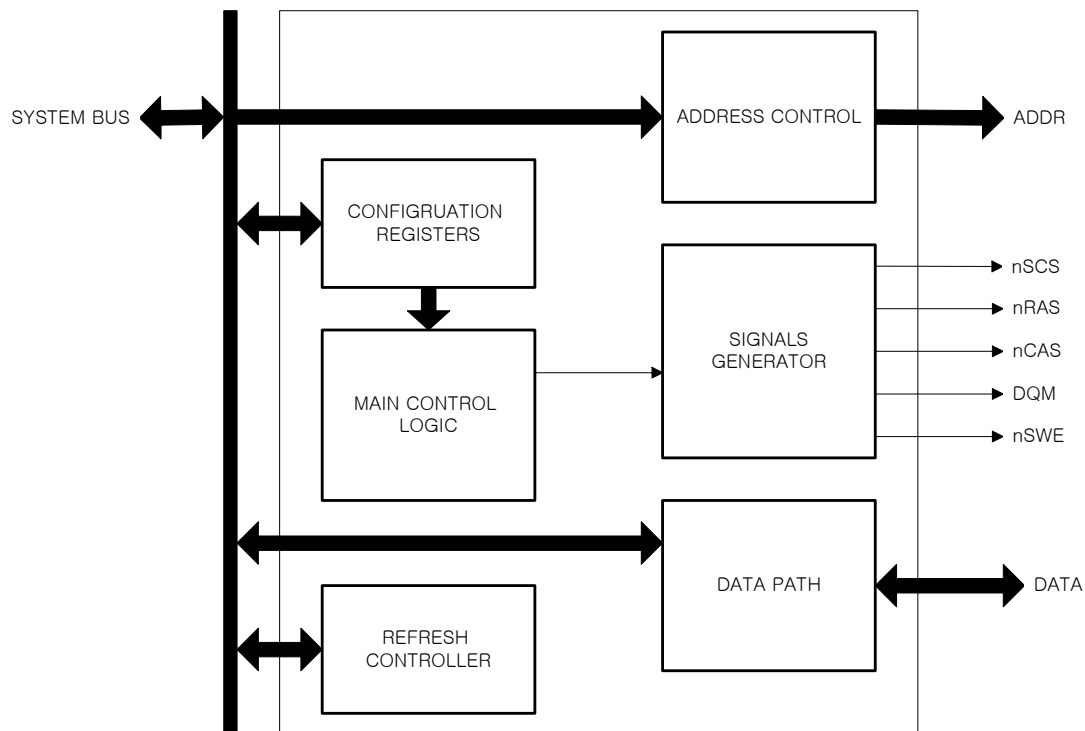 SYSTEM BUS
ADDRESS CONTROL
ADDR
CONFIGRUATION
REGISTERS
nSCS
nRAS
SIGNALS
GENERATOR
nCAS
MAIN CONTROL
LOGIC
DQM
nSWE
DATA PATH
DATA
REFRESH
CONTROLLER